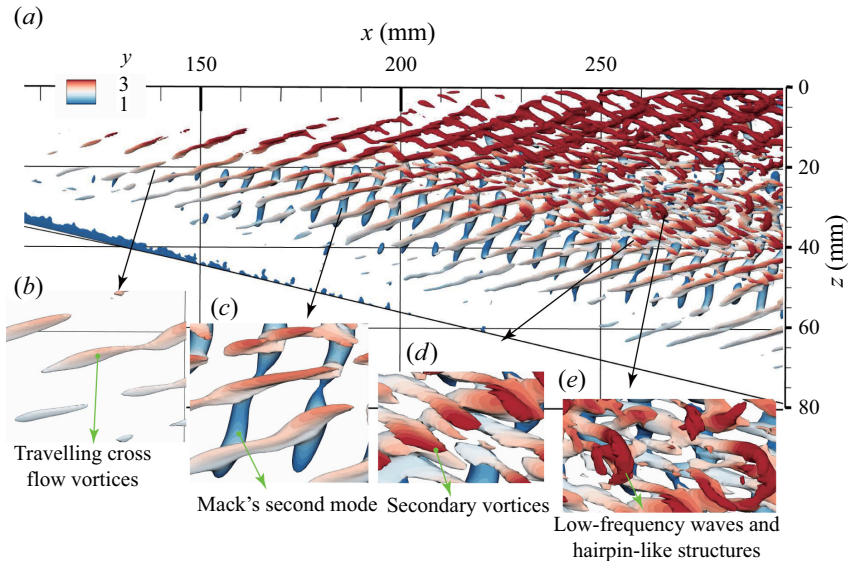 (a)
x (mm)
y
3
1
150
200
250
0
20
40
60
80
z (mm)
(b)
(c)
(d)
(e)
Travelling cross
flow vortices
Mack's second mode
Secondary vortices
Low-frequency waves and
hairpin-like structures